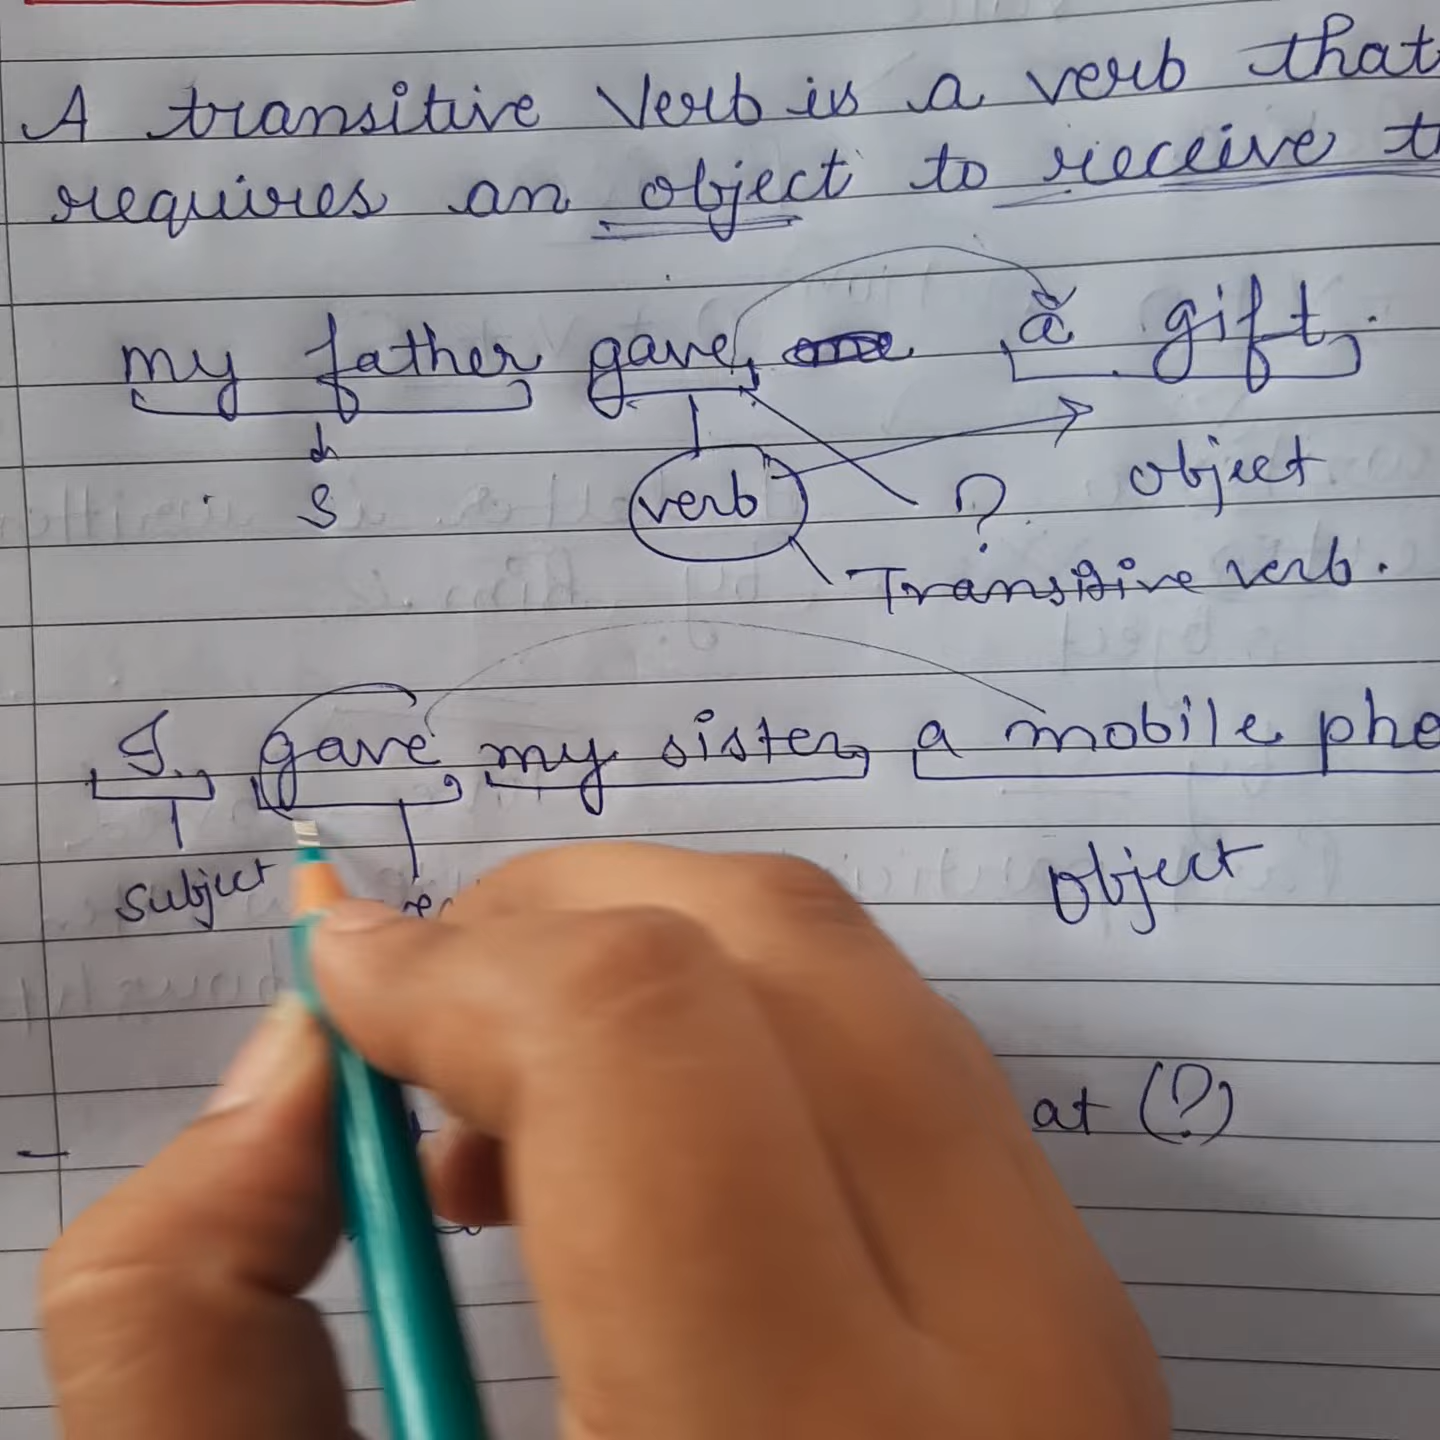 A transitive Verb is a verb that
requires an object to receive t
my father gave a gift.
S verb ? object
Transitive verb.
I gave my sister a mobile pho
Subject object
at (?)